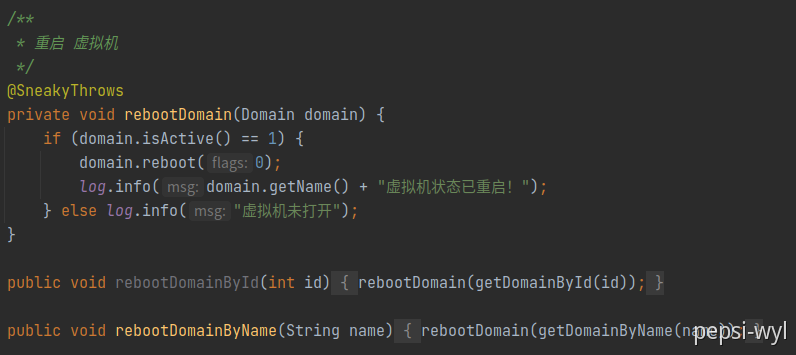 /**
 * 重启 虚拟机
 */
@SneakyThrows
private void rebootDomain(Domain domain) {
    if (domain.isActive() == 1) {
        domain.reboot( flags: 0);
        log.info( msg: domain.getName() + "虚拟机状态已重启！");
    } else log.info( msg: "虚拟机未打开");
}
public void rebootDomainById(int id) { rebootDomain(getDomainById(id)); }
public void rebootDomainByName(String name) { rebootDomain(getDomainByName(name)); }
pepsi-wyl